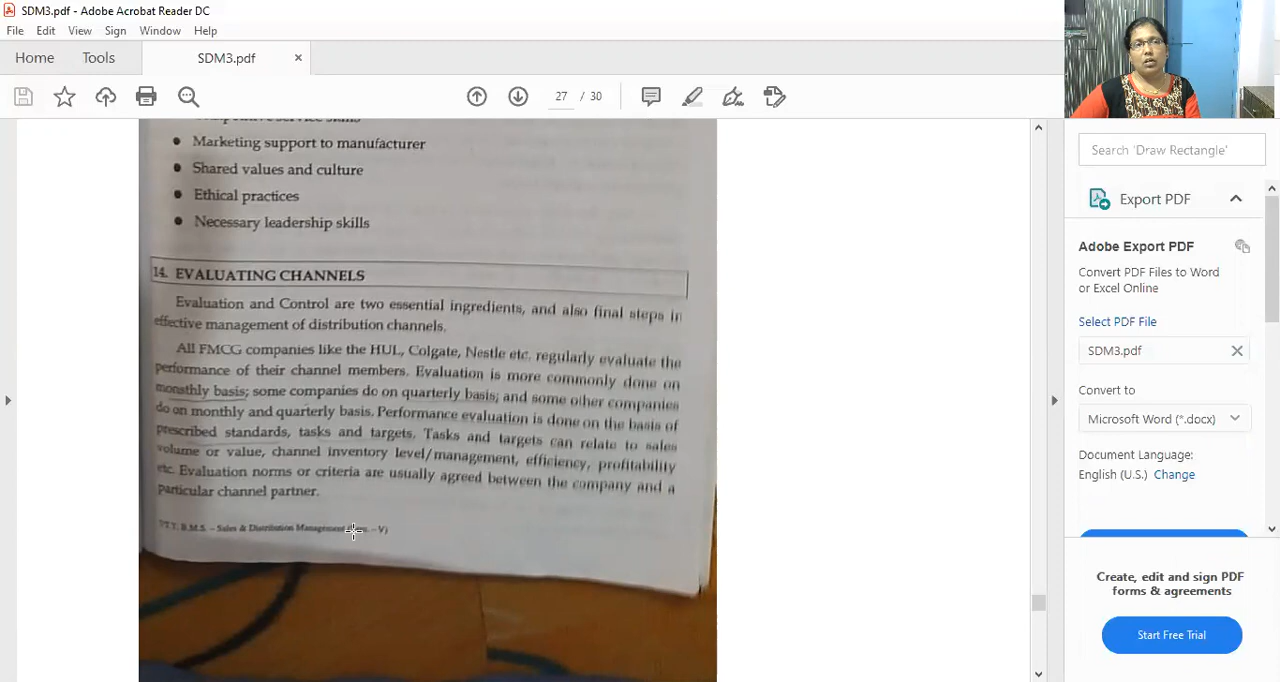 SDM3.pdf - Adobe Acrobat Reader DC
File Edit View Sign Window Help
Home Tools SDM3.pdf ×
27 / 30
Marketing support to manufacturer
Shared values and culture
Ethical practices
Necessary leadership skills
14. EVALUATING CHANNELS
Evaluation and Control are two essential ingredients, and also final steps in
effective management of distribution channels.
All FMCG companies like the HUL, Colgate, Nestle etc. regularly evaluate the
performance of their channel members. Evaluation is more commonly done on
monsthly basis; some companies do on quarterly basis; and some other companies
do on monthly and quarterly basis. Performance evaluation is done on the basis of
prescribed standards, tasks and targets. Tasks and targets can relate to sales
volume or value, channel inventory level/management, efficiency, profitability
etc. Evaluation norms or criteria are usually agreed between the company and a
particular channel partner.
B.M.S. – Sales & Distribution Management – V)
Search 'Draw Rectangle'
Export PDF
Adobe Export PDF
Convert PDF Files to Word
or Excel Online
Select PDF File
SDM3.pdf
Convert to
Microsoft Word (*.docx)
Document Language:
English (U.S.) Change
Create, edit and sign PDF
forms & agreements
Start Free Trial